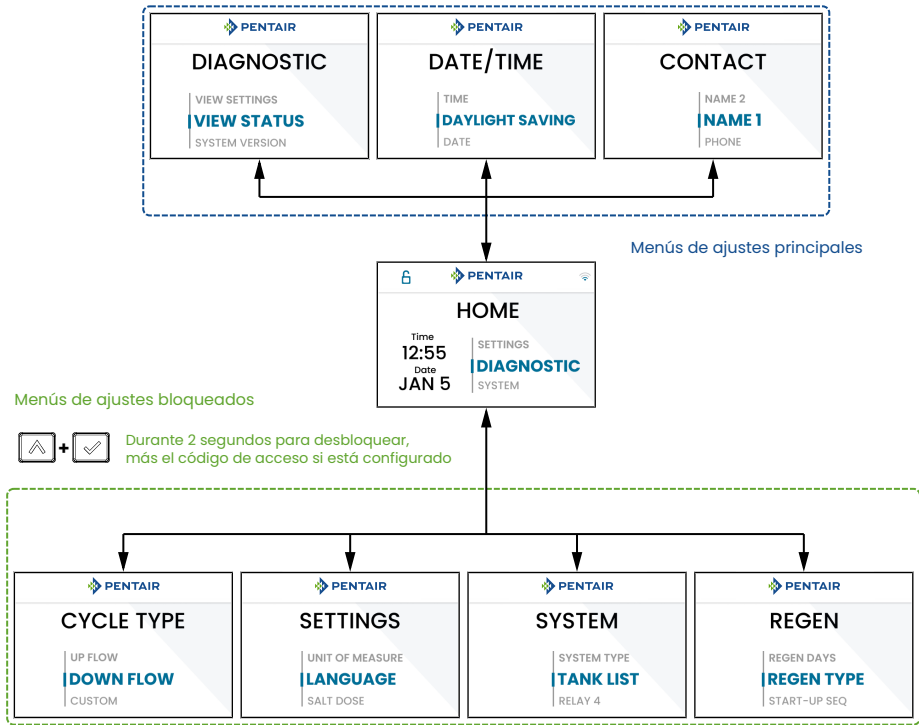 PENTAIR
DIAGNOSTIC
VIEW SETTINGS
VIEW STATUS
SYSTEM VERSION
PENTAIR
DATE/TIME
TIME
DAYLIGHT SAVING
DATE
PENTAIR
CONTACT
NAME 2
NAME 1
PHONE
Menús de ajustes principales
PENTAIR
HOME
Time
12:55
Date
JAN 5
SETTINGS
DIAGNOSTIC
SYSTEM
Menús de ajustes bloqueados
+
Durante 2 segundos para desbloquear,
más el código de acceso si está configurado
PENTAIR
CYCLE TYPE
UP FLOW
DOWN FLOW
CUSTOM
PENTAIR
SETTINGS
UNIT OF MEASURE
LANGUAGE
SALT DOSE
PENTAIR
SYSTEM
SYSTEM TYPE
TANK LIST
RELAY 4
PENTAIR
REGEN
REGEN DAYS
REGEN TYPE
START-UP SEQ